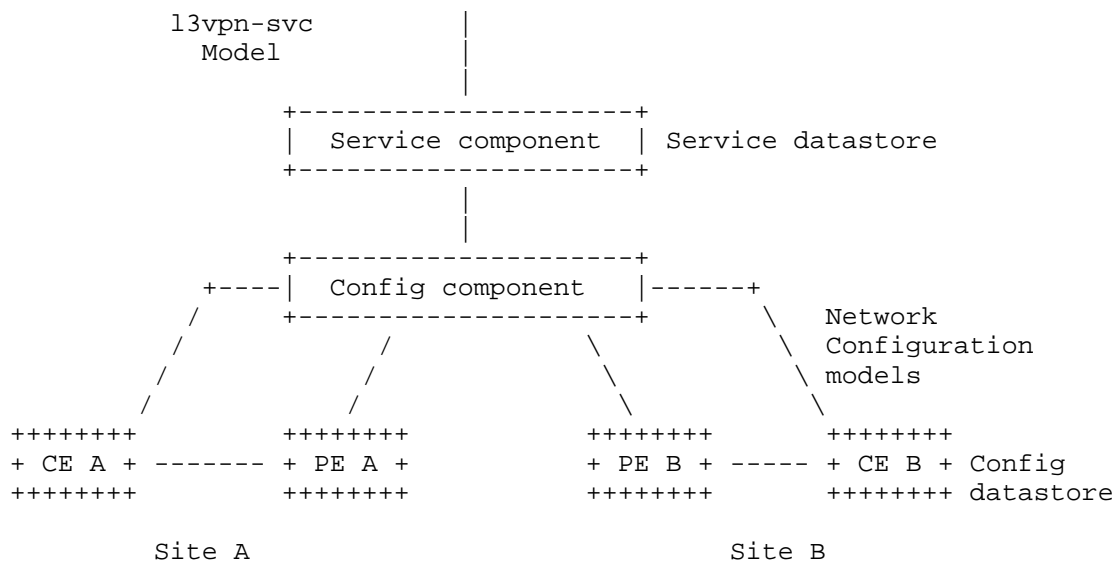 l3vpn-svc |
Model |
|
+---------------------+
| Service component | Service datastore
+---------------------+
|
|
+---------------------+
+----| Config component |------+
/ +---------------------+ \ Network
/ / \ \ Configuration
/ / \ \ models
/ / \ \
++++++++ ++++++++ ++++++++ ++++++++
+ CE A + ------- + PE A + + PE B + ----- + CE B + Config
++++++++ ++++++++ ++++++++ ++++++++ datastore
Site A Site B